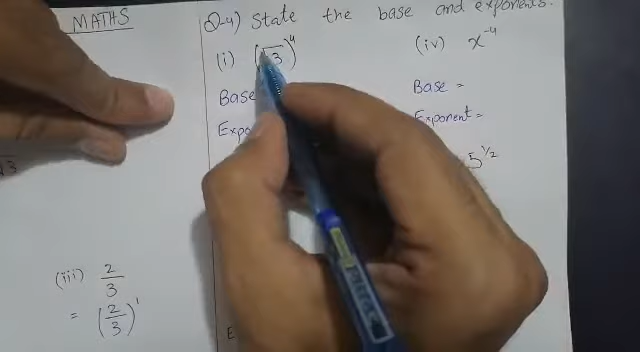 MATHS
Q-4) State the base and exponents.
(i) (√3)^4
(iv) x^-4
Base
Base =
Exponent =
5^1/2
(iii) 2/3
= (2/3)^1